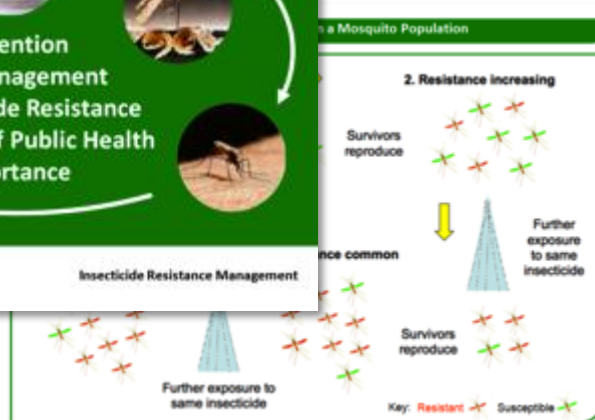 ention
nagement
de Resistance
f Public Health
rtance
Insecticide Resistance Management
n a Mosquito Population
2. Resistance increasing
Survivors
reproduce
Further
exposure
to same
insecticide
nce common
Survivors
reproduce
Further exposure to
same insecticide
Key: Resistant Susceptible